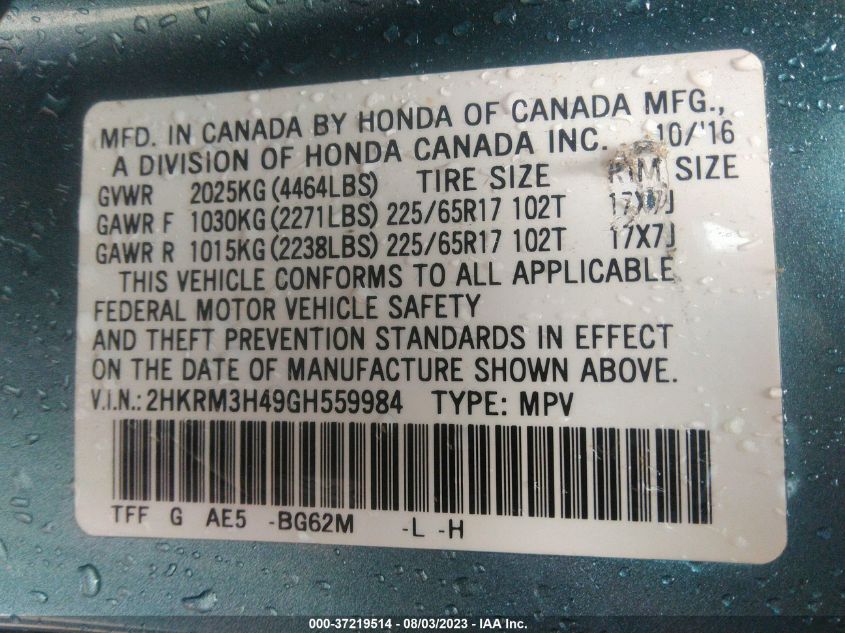 MFD. IN CANADA BY HONDA OF CANADA MFG.,
A DIVISION OF HONDA CANADA INC. 10/'16
GVWR 2025KG (4464LBS) TIRE SIZE RIM SIZE
GAWR F 1030KG (2271LBS) 225/65R17 102T 17X7J
GAWR R 1015KG (2238LBS) 225/65R17 102T 17X7J
THIS VEHICLE CONFORMS TO ALL APPLICABLE
FEDERAL MOTOR VEHICLE SAFETY
AND THEFT PREVENTION STANDARDS IN EFFECT
ON THE DATE OF MANUFACTURE SHOWN ABOVE.
V.I.N.: 2HKRM3H49GH559984 TYPE: MPV
TFF G AE5 -BG62M -L -H
000-37219514 - 08/03/2023 - IAA Inc.